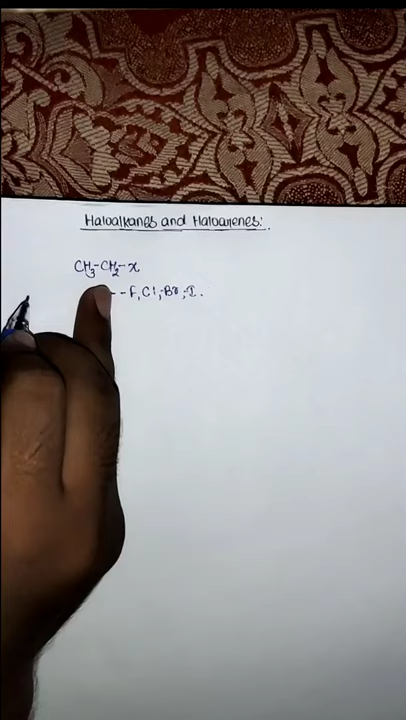 Haloalkanes and Haloarenes:
CH3-CH2-X
- F, Cl, -Br, -I.